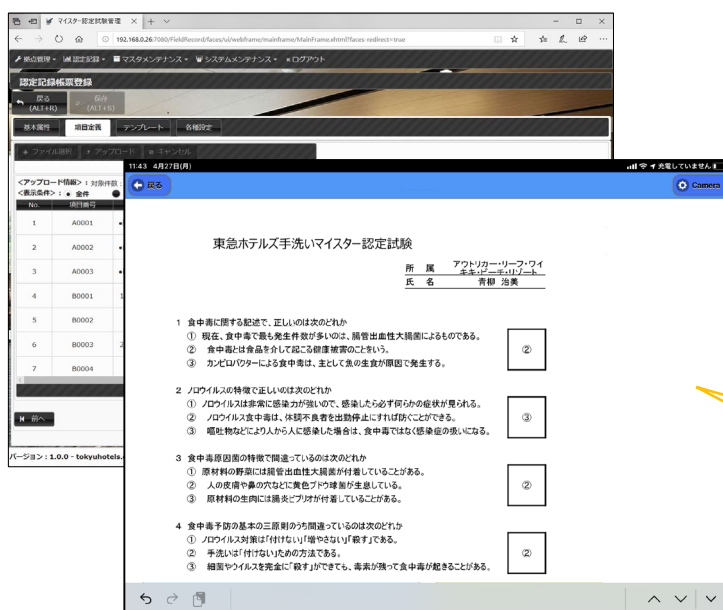 マイスター認定試験管理
192.168.0.26:7080/FieldRecord/faces/ui/webframe/mainframe/MainFrame.xhtml?faces-redirect=true
拠点管理 認定記録 マスタメンテナンス システムメンテナンス ログアウト
認定記録帳票登録
戻る
(ALT+R)
保存
(ALT+S)
基本属性 項目定義 テンプレート 各種設定
ファイル選択 アップロード キャンセル
<アップロード情報>：対象件数：
<表示条件>：● 全件
No. 項目番号
1 A0001
2 A0002
3 A0003
4 B0001 1
5 B0002
6 B0003 2
7 B0004
前へ
バージョン：1.0.0 - tokyuhotels.
11:43 4月27日(月)
充電していません
戻る
Camera
東急ホテルズ手洗いマイスター認定試験
所 属 アウトリカー・リーフ・ワイキキ・ビーチ・リゾート
氏 名 青柳 治美
1 食中毒に関する記述で、正しいのは次のどれか
① 現在、食中毒で最も発生件数が多いのは、腸管出血性大腸菌によるものである。
② 食中毒とは食品を介して起こる健康被害のことをいう。
③ カンピロバクターによる食中毒は、主として魚の生食が原因で発生する。
②
2 ノロウイルスの特徴で正しいのは次のどれか
① ノロウイルスは非常に感染力が強いので、感染したら必ず何らかの症状が見られる。
② ノロウイルス食中毒は、体調不良者を出勤停止にすれば防ぐことができる。
③ 嘔吐物などにより人から人に感染した場合は、食中毒ではなく感染症の扱いになる。
③
3 食中毒原因菌の特徴で間違っているのは次のどれか
① 原材料の野菜には腸管出血性大腸菌が付着していることがある。
② 人の皮膚や鼻の穴などに黄色ブドウ球菌が生息している。
③ 原材料の生肉には腸炎ビブリオが付着していることがある。
②
4 食中毒予防の基本の三原則のうち間違っているのは次のどれか
① ノロウイルス対策は「付けない」「増やさない」「殺す」である。
② 手洗いは「付けない」ための方法である。
③ 細菌やウイルスを完全に「殺す」ができても、毒素が残って食中毒が起きることがある。
②